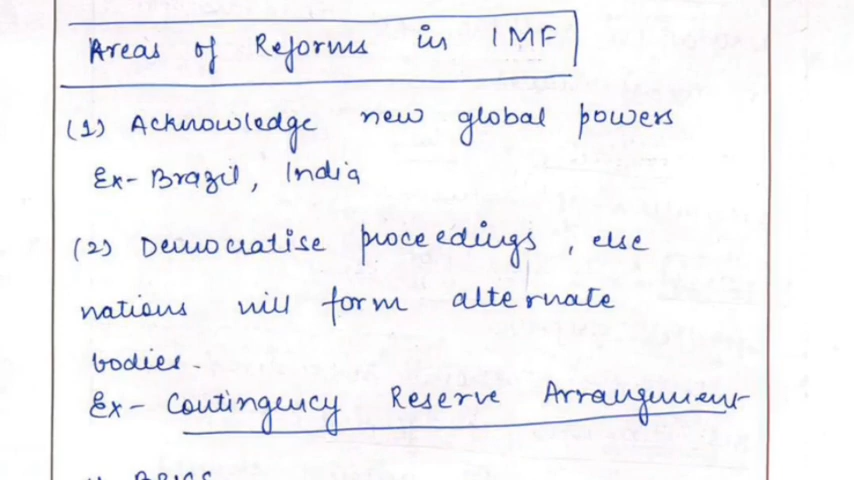 Areas of Reforms in IMF
(1) Acknowledge new global powers
Ex- Brazil, India
(2) Democratise proceedings, else
nations will form alternate
bodies.
Ex- Contingency Reserve Arrangement
BRICS